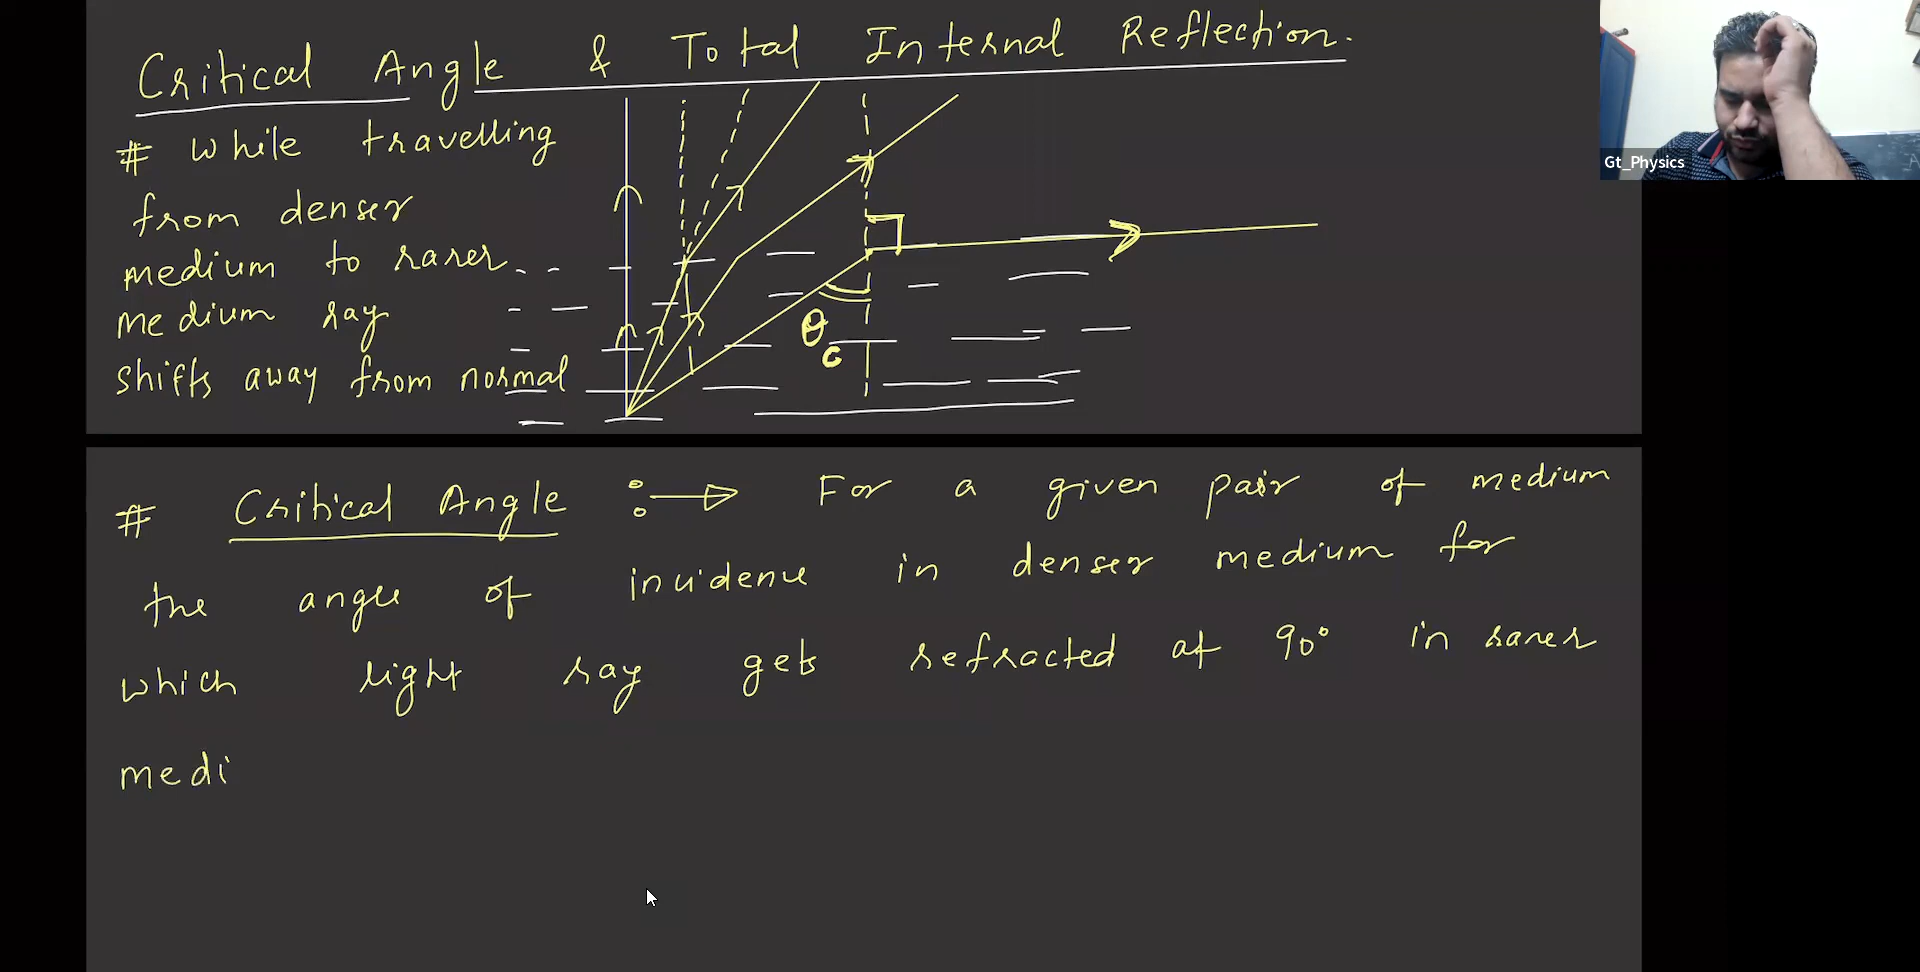 Critical Angle & Total Internal Reflection.
# While travelling
from denser
medium to rarer
medium ray
shifts away from normal
θc
Gt_Physics
# Critical Angle :→ For a given pair of medium
the angle of incidence in denser medium for
which light ray gets refracted at 90° in rarer
medi